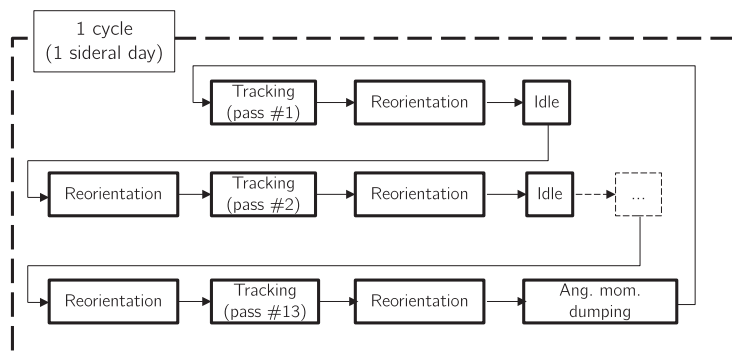 1 cycle
(1 sideral day)
Tracking
(pass #1)
Reorientation
Idle
Reorientation
Tracking
(pass #2)
Reorientation
Idle
...
Reorientation
Tracking
(pass #13)
Reorientation
Ang. mom.
dumping